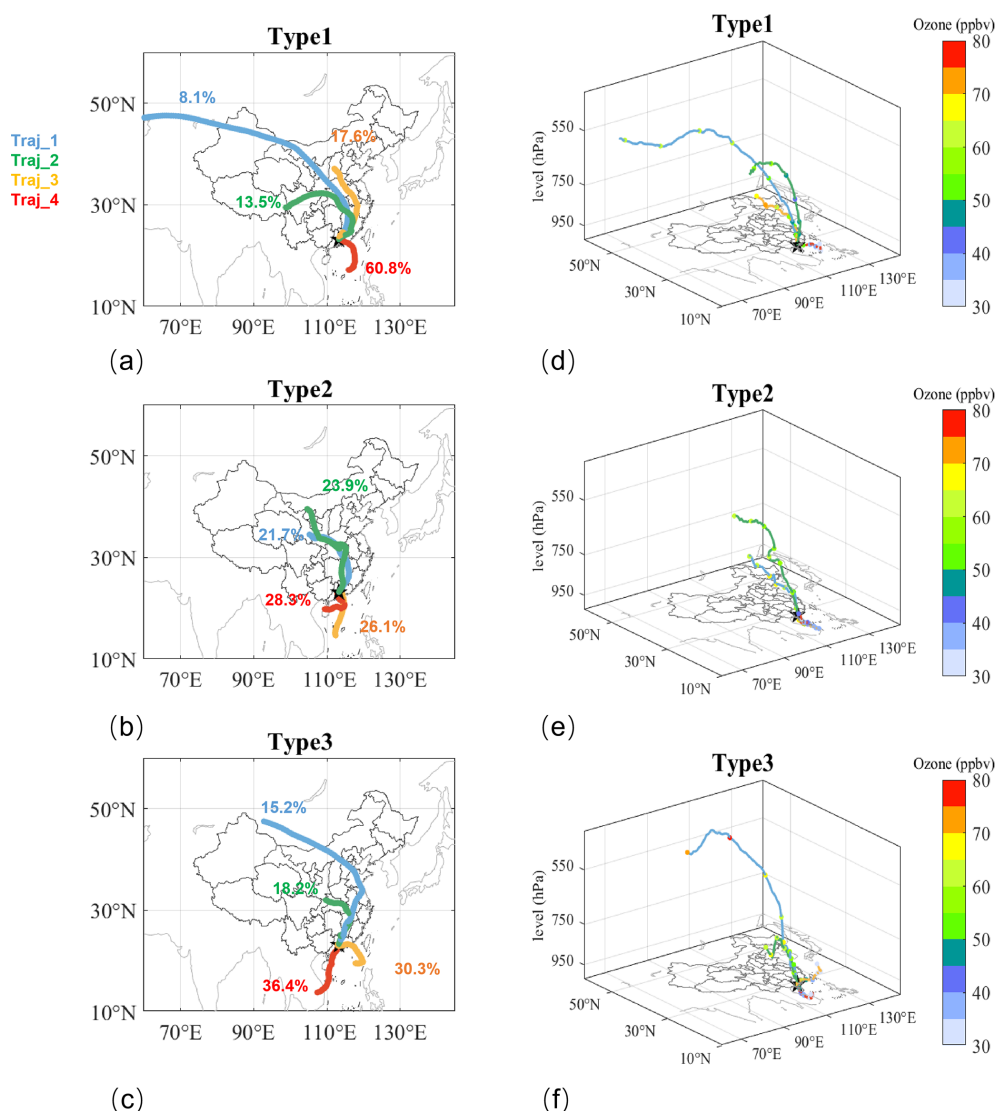 Type1
50°N
30°N
10°N
70°E
90°E
110°E
130°E
8.1%
17.6%
13.5%
60.8%
Traj_1
Traj_2
Traj_3
Traj_4
(a)
Type1
Ozone (ppbv)
level (hPa)
550
750
950
50°N
30°N
10°N
70°E
90°E
110°E
130°E
80
70
60
50
40
30
(d)
Type2
50°N
30°N
10°N
70°E
90°E
110°E
130°E
23.9%
21.7%
28.3%
26.1%
(b)
Type2
Ozone (ppbv)
level (hPa)
550
750
950
50°N
30°N
10°N
70°E
90°E
110°E
130°E
80
70
60
50
40
30
(e)
Type3
50°N
30°N
10°N
70°E
90°E
110°E
130°E
15.2%
18.2%
36.4%
30.3%
(c)
Type3
Ozone (ppbv)
level (hPa)
550
750
950
50°N
30°N
10°N
70°E
90°E
110°E
130°E
80
70
60
50
40
30
(f)